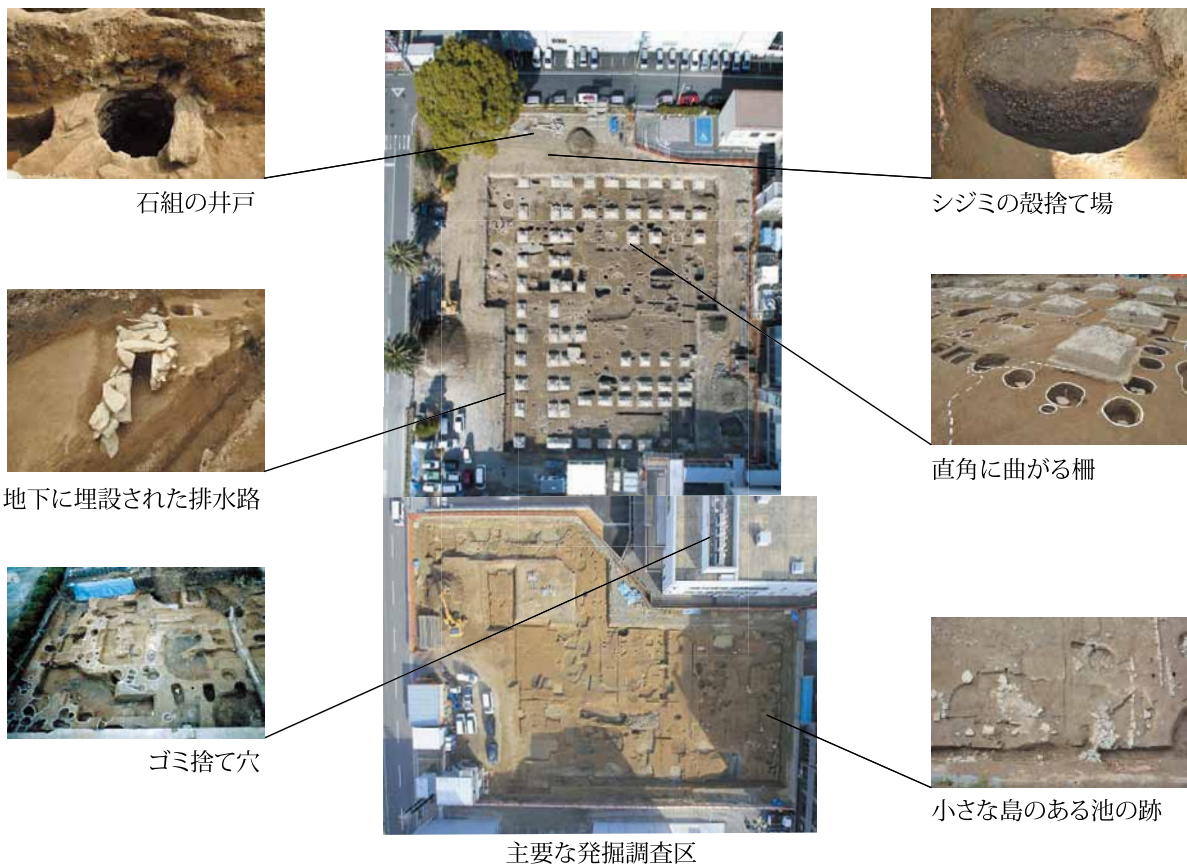 石組の井戸
シジミの殻捨て場
地下に埋設された排水路
直角に曲がる柵
ゴミ捨て穴
小さな島のある池の跡
主要な発掘調査区